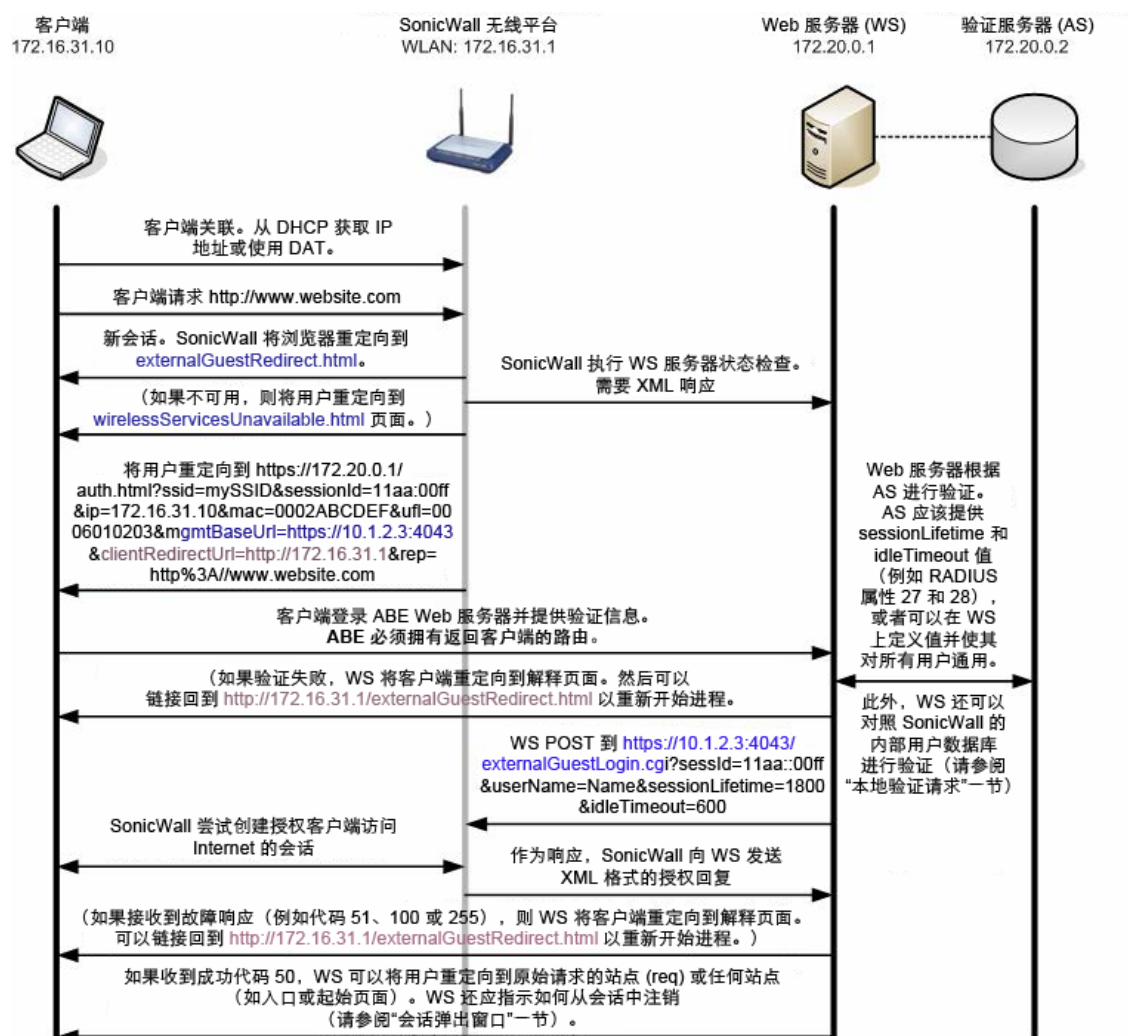 客户端
172.16.31.10
SonicWall 无线平台
WLAN: 172.16.31.1
Web 服务器 (WS)
172.20.0.1
验证服务器 (AS)
172.20.0.2
客户端关联。从 DHCP 获取 IP
地址或使用 DAT。
客户端请求 http://www.website.com
新会话。SonicWall 将浏览器重定向到
externalGuestRedirect.html。
SonicWall 执行 WS 服务器状态检查。
需要 XML 响应
（如果不可用，则将用户重定向到
wirelessServicesUnavailable.html 页面。）
将用户重定向到 https://172.20.0.1/
auth.html?ssid=mySSID&sessionId=11aa:00ff
&ip=172.16.31.10&mac=0002ABCDEF&ufl=00
06010203&mgmtBaseUrl=https://10.1.2.3:4043
&clientRedirectUrl=http://172.16.31.1&rep=
http%3A//www.website.com
Web 服务器根据
AS 进行验证。
AS 应该提供
sessionLifetime 和
idleTimeout 值
（例如 RADIUS
属性 27 和 28），
或者可以在 WS
上定义值并使其
对所有用户通用。
客户端登录 ABE Web 服务器并提供验证信息。
ABE 必须拥有返回客户端的路由。
（如果验证失败，WS 将客户端重定向到解释页面。然后可以
链接回到 http://172.16.31.1/externalGuestRedirect.html 以重新开始进程。
此外，WS 还可以
对照 SonicWall 的
内部用户数据库
进行验证（请参阅
“本地验证请求”一节）
WS POST 到 https://10.1.2.3:4043/
externalGuestLogin.cgi?sessId=11aa::00ff
&userName=Name&sessionLifetime=1800
&idleTimeout=600
SonicWall 尝试创建授权客户端访问
Internet 的会话
作为响应，SonicWall 向 WS 发送
XML 格式的授权回复
（如果接收到故障响应（例如代码 51、100 或 255），则 WS 将客户端重定向到解释页面。
可以链接回到 http://172.16.31.1/externalGuestRedirect.html 以重新开始进程。）
如果收到成功代码 50，WS 可以将用户重定向到原始请求的站点 (req) 或任何站点
（如入口或起始页面）。WS 还应指示如何从会话中注销
（请参阅“会话弹出窗口”一节）。